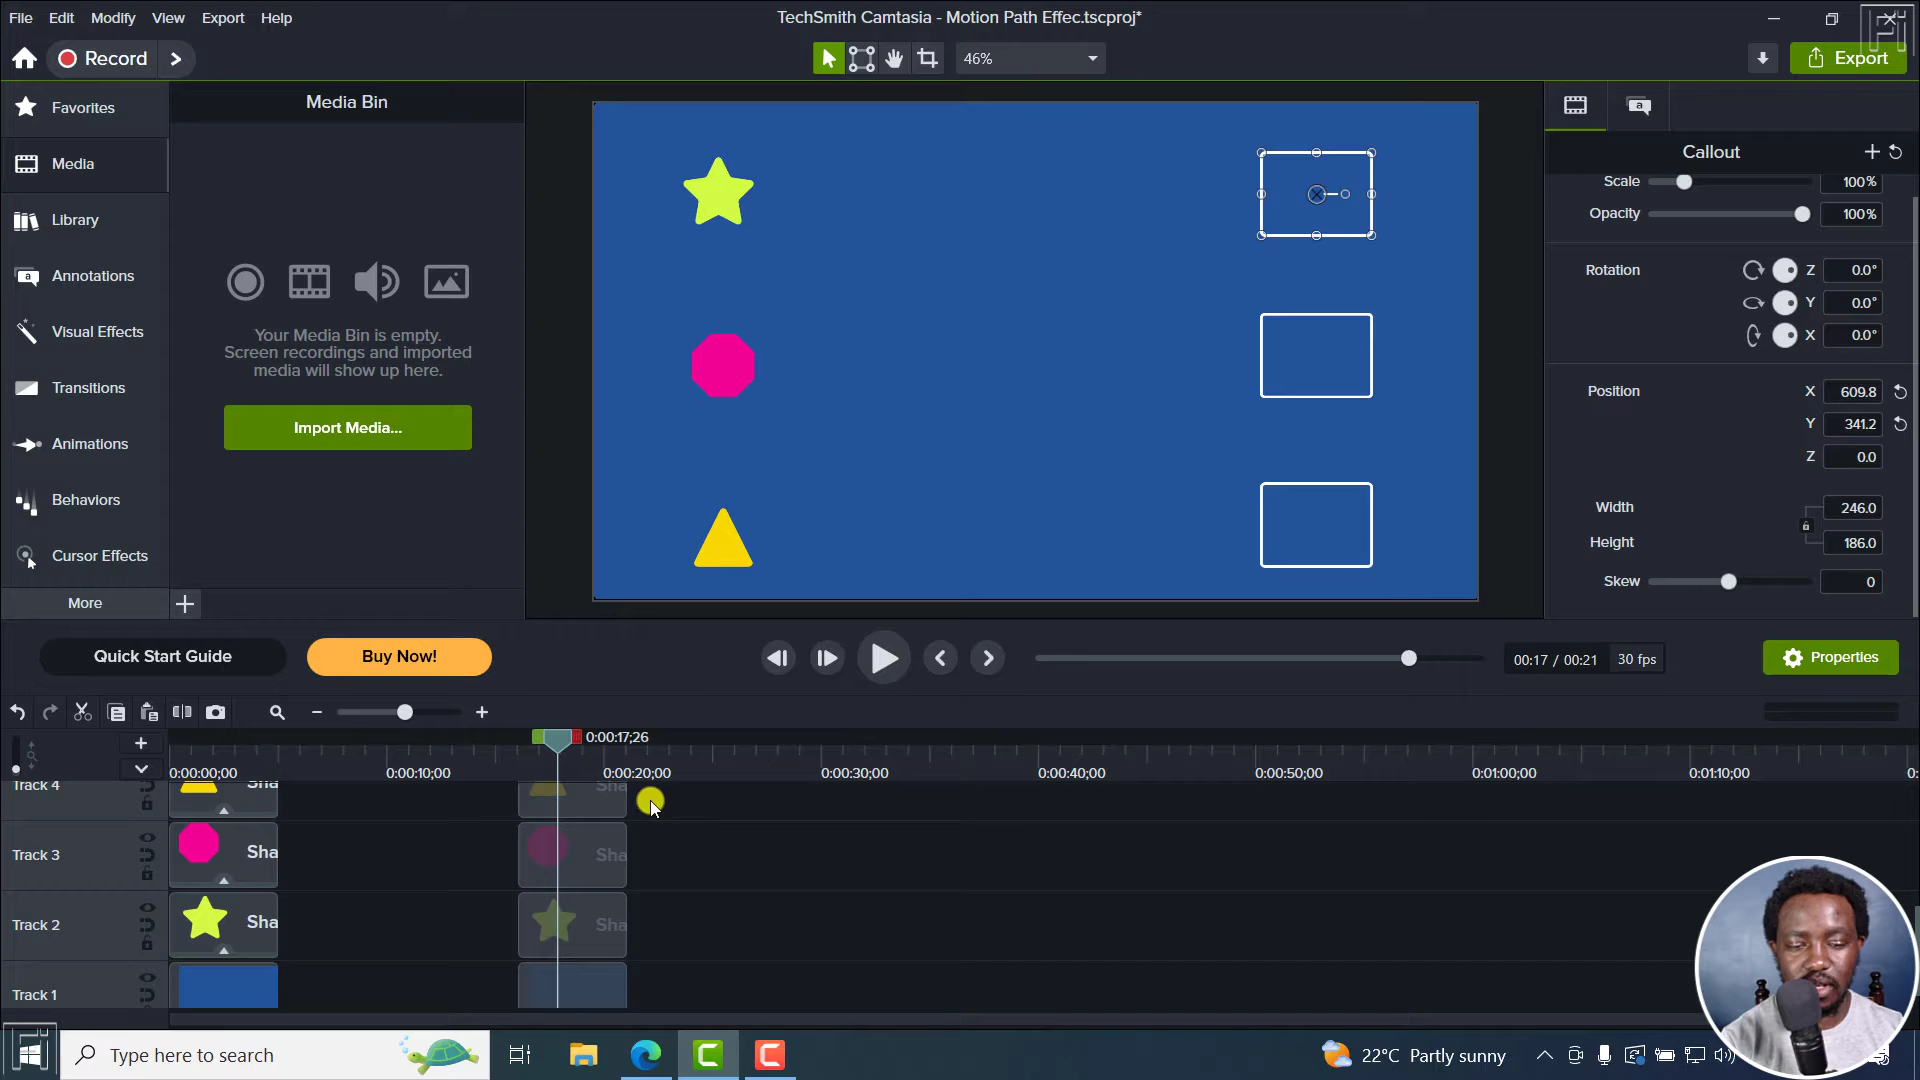 File Edit Modify View Export Help
TechSmith Camtasia - Motion Path Effec.tscproj*
Record
46%
Export
Favorites
Media
Library
Annotations
Visual Effects
Transitions
Animations
Behaviors
Cursor Effects
More
Media Bin
Your Media Bin is empty.
Screen recordings and imported
media will show up here.
Import Media...
Callout
Scale 100%
Opacity 100%
Rotation Z 0.0°
Y 0.0°
X 0.0°
Position X 609.8
Y 341.2
Z 0.0
Width 246.0
Height 186.0
Skew 0
Quick Start Guide
Buy Now!
00:17 / 00:21 30 fps
Properties
0:00:17;26
0:00:00;00 0:00:10;00 0:00:20;00 0:00:30;00 0:00:40;00 0:00:50;00 0:01:00;00 0:01:10;00 0:
Track 4 Sha Sha
Track 3 Sha Sha
Track 2 Sha Sha
Track 1
Type here to search
22°C Partly sunny